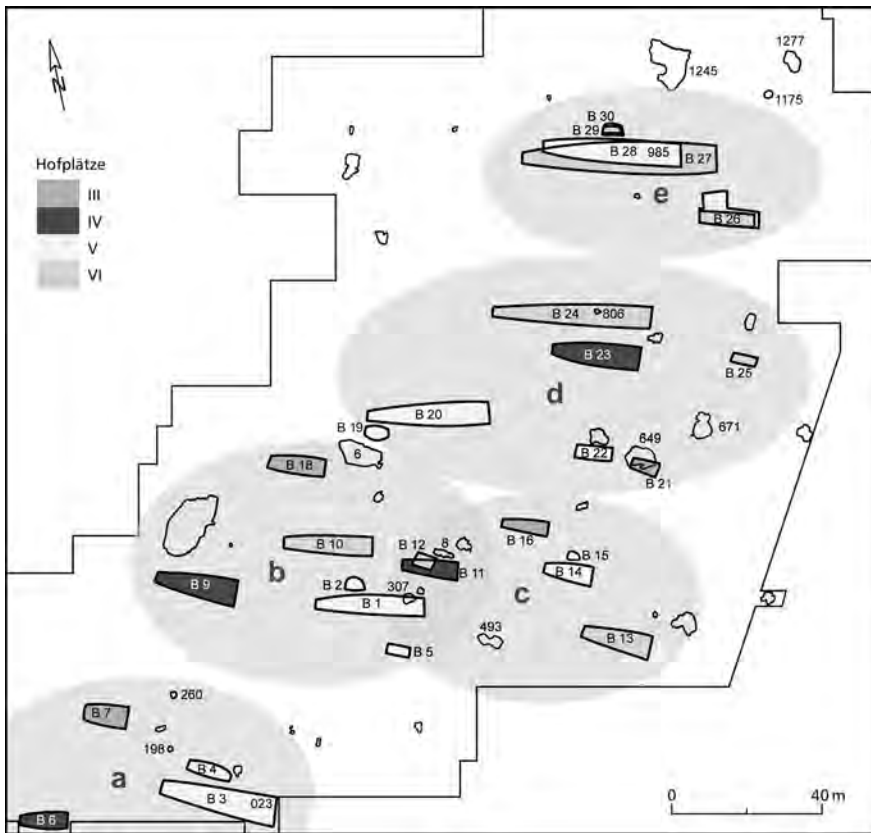 1277
1245
1175
N
B 30
B 29
B 28 985 B 27
Hofplätze
III
IV
V
VI
e
B 26
B 24 806
B 23
B 25
d
B 20
B 19
6
B 18
671
649
B 22
B 21
B 16
B 10
B 12 8
B 15
b
B 11
B 14
B 9
B 2
307
c
B 1
493
B 13
B 5
260
B 7
198
B 4
a
B 3 023
0 40 m
B 6